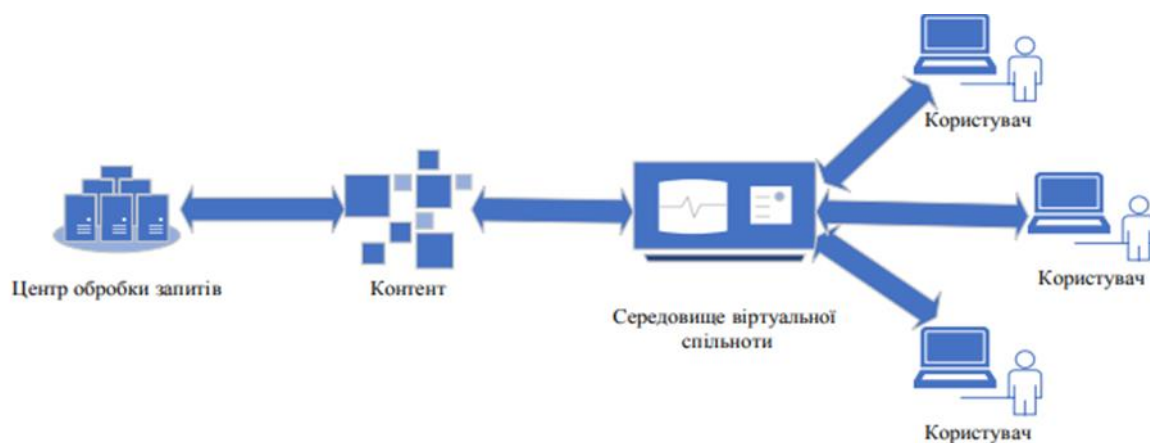 Користувач
Користувач
Центр обробки запитів
Контент
Середовище віртуальної
спільноти
Користувач